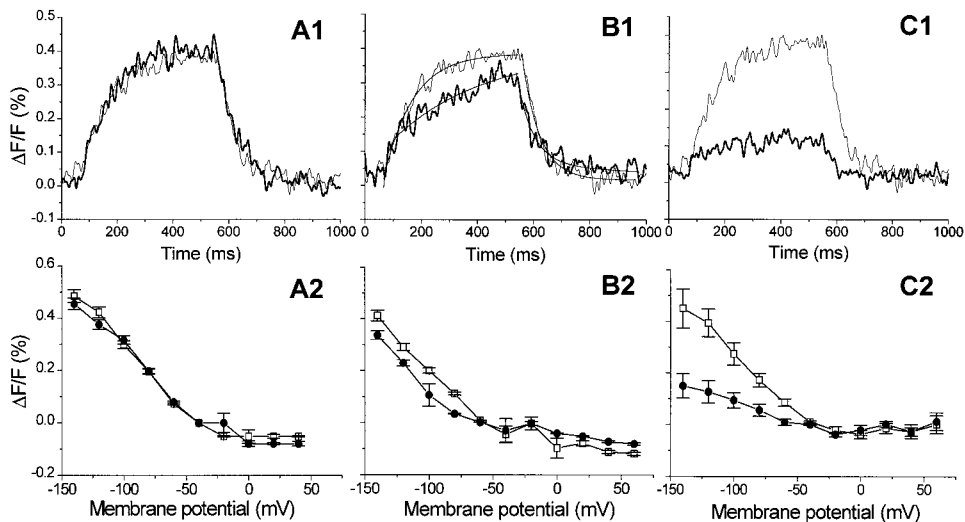 A1
B1
C1
0.4
0.3
0.2
0.1
0.0
-0.1
ΔF/F (%)
0 200 400 600 800 1000
0 200 400 600 800 1000
0 200 400 600 800 1000
Time (ms)
Time (ms)
Time (ms)
A2
B2
C2
0.6
0.4
0.2
0.0
-0.2
ΔF/F (%)
-150 -100 -50 0 50
-150 -100 -50 0 50
-150 -100 -50 0 50
Membrane potential (mV)
Membrane potential (mV)
Membrane potential (mV)